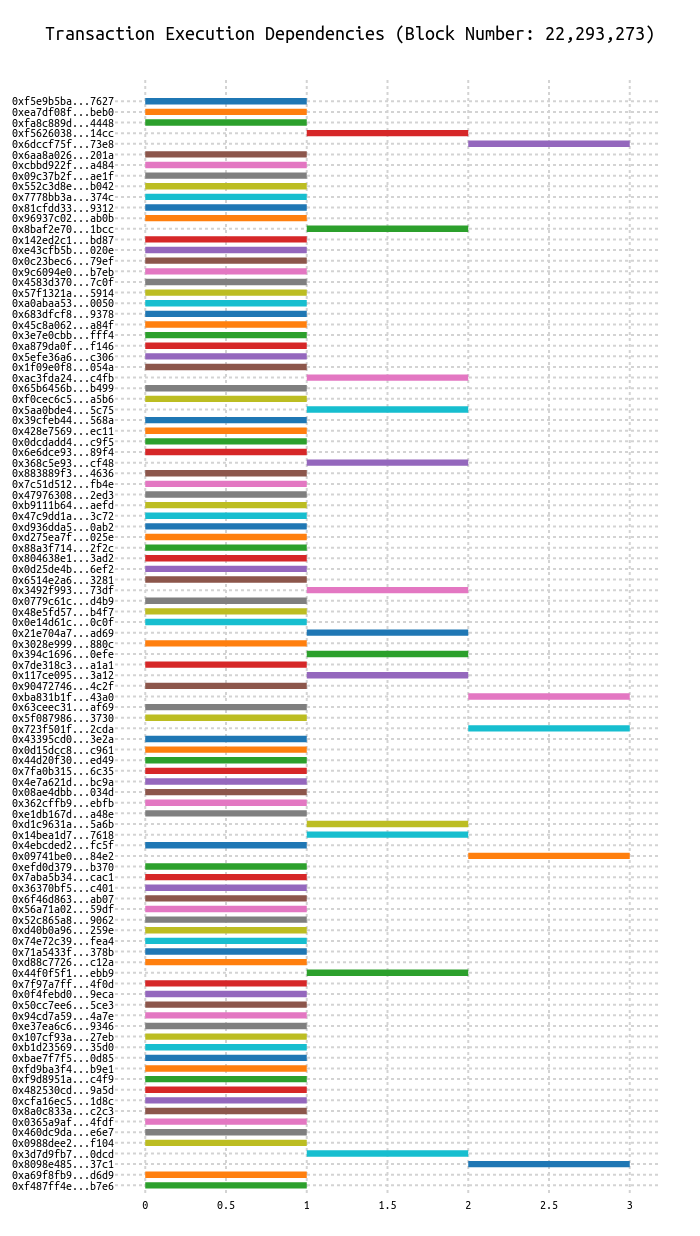 Transaction Execution Dependencies (Block Number: 22,293,273)
0xf5e9b5ba...7627
0xea7df08f...beb0
0xfa8c889d...4448
0xf5626038...14cc
0x6dccf75f...73e8
0x6aa8a026...201a
0xcbbd922f...a484
0x09c37b2f...ae1f
0x552c3d8e...b042
0x7778bb3a...374c
0x81cfdd33...9312
0x96937c02...ab0b
0x8baf2e70...1bcc
0x142ed2c1...bd87
0xe43cfb5b...020e
0x0c23bec6...79ef
0x9c6094e0...b7eb
0x4583d370...7c0f
0x57f1321a...5914
0xa0abaa53...0050
0x683dfcf8...9378
0x45c8a062...a84f
0x3e7e0cbb...fff4
0xa879da0f...f146
0x5efe36a6...c306
0x1f09e0f8...054a
0xac3fda24...c4fb
0x65b6456b...b499
0xf0cec6c5...a5b6
0x5aa0bde4...5c75
0x39cfeb44...568a
0x428e7569...ec11
0x0dcdadd4...c9f5
0x6e6dce93...89f4
0x368c5e93...cf48
0x883889f3...4636
0x7c51d512...fb4e
0x47976308...2ed3
0xb9111b64...aefd
0x47c9dd1a...3c72
0xd936dda5...0ab2
0xd275ea7f...025e
0x88a3f714...2f2c
0x804638e1...3ad2
0x0d25de4b...6ef2
0x6514e2a6...3281
0x3492f993...73df
0x0779c61c...d4b9
0x48e5fd57...b4f7
0x0e14d61c...0c0f
0x21e704a7...ad69
0x3028e999...880c
0x394c1696...0efe
0x7de318c3...a1a1
0x117ce095...3a12
0x90472746...4c2f
0xba831b1f...43a0
0x63ceec31...af69
0x5f087986...3730
0x723f501f...2cda
0x43395cd0...3e2a
0x0d15dcc8...c961
0x44d20f30...ed49
0x7fa0b315...6c35
0x4e7a621d...bc9a
0x08ae4dbb...034d
0x362cffb9...ebfb
0xe1db167d...a48e
0xd1c9631a...5a6b
0x14bea1d7...7618
0x4ebcded2...fc5f
0x09741be0...84e2
0xefd0d379...b370
0x7aba5b34...cac1
0x36370bf5...c401
0x6f46d863...ab07
0x56a71a02...59df
0x52c865a8...9062
0xd40b0a96...259e
0x74e72c39...fea4
0x71a5433f...378b
0xd88c7726...c12a
0x44f0f5f1...ebb9
0x7f97a7ff...4f0d
0x0f4febd0...9eca
0x50cc7ee6...5ce3
0x94cd7a59...4a7e
0xe37ea6c6...9346
0x107cf93a...27eb
0xb1d23569...35d0
0xbae7f7f5...0d85
0xfd9ba3f4...b9e1
0xf9d8951a...c4f9
0x482530cd...9a5d
0xcfa16ec5...1d8c
0x8a0c833a...c2c3
0x0365a9af...4fdf
0x460dc9da...e6e7
0x0988dee2...f104
0x3d7d9fb7...0dcd
0x8098e485...37c1
0xa69f8fb9...d6d9
0xf487ff4e...b7e6
0 0.5 1 1.5 2 2.5 3